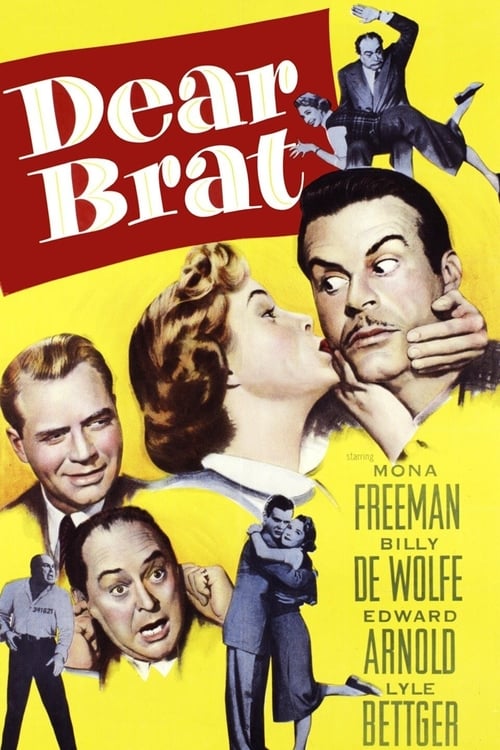 Dear
Brat
starring
MONA
FREEMAN
BILLY
DE WOLFE
EDWARD
ARNOLD
LYLE
BETTGER